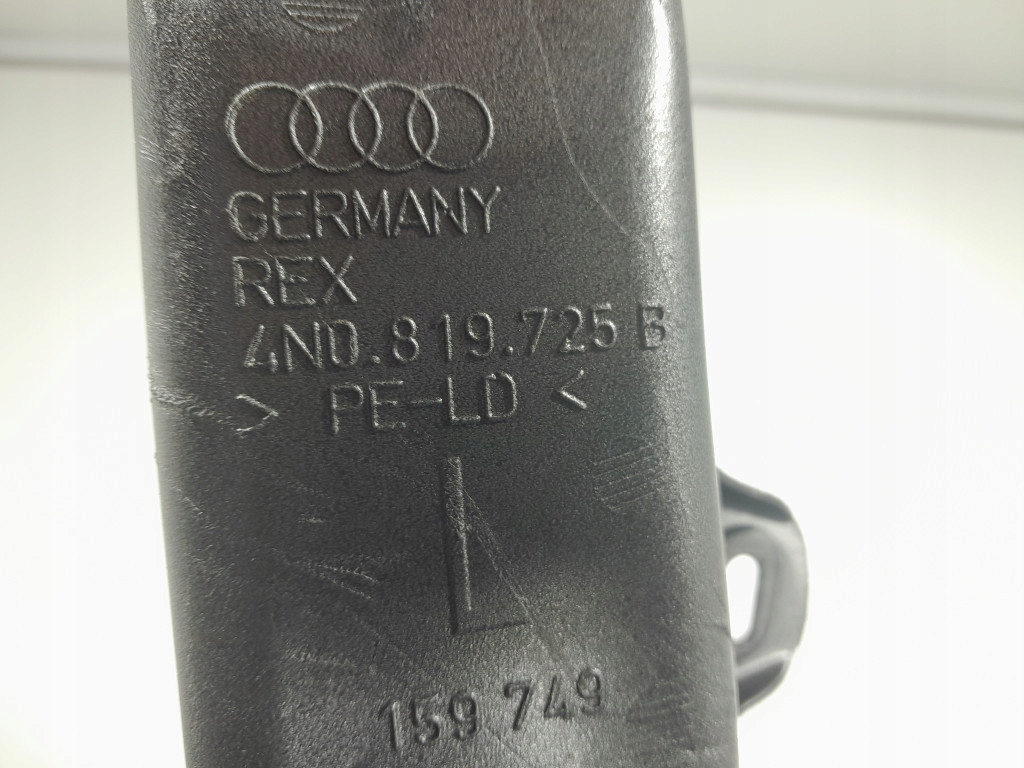 GERMANY
REX
4N0.819.725 B
> PE-LD <
L
159 749